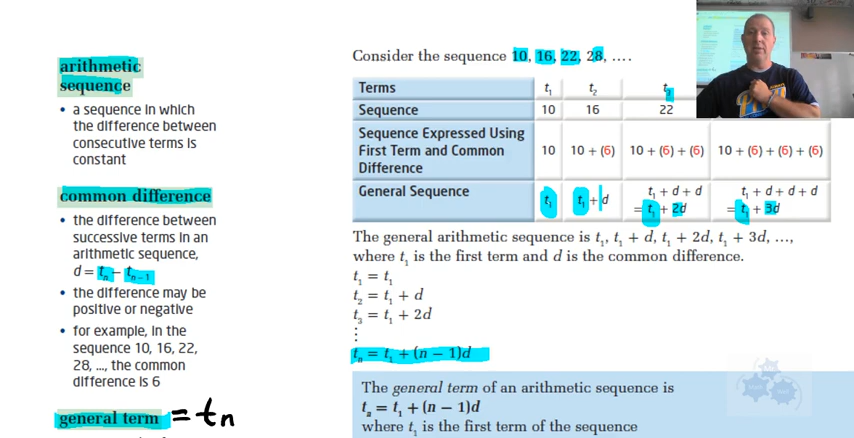 arithmetic
sequence
• a sequence in which
the difference between
consecutive terms is
constant
common difference
• the difference between
successive terms in an
arithmetic sequence,
d = tₙ − tₙ₋₁
• the difference may be
positive or negative
• for example, in the
sequence 10, 16, 22,
28, ..., the common
difference is 6
general term = tn
Consider the sequence 10, 16, 22, 28, ....
Terms t₁ t₂ t₃
Sequence 10 16 22
Sequence Expressed Using
First Term and Common
Difference
10 10 + (6) 10 + (6) + (6) 10 + (6) + (6) + (6)
General Sequence t₁ t₁ + d t₁ + d + d t₁ + d + d + d
= t₁ + 2d = t₁ + 3d
The general arithmetic sequence is t₁, t₁ + d, t₁ + 2d, t₁ + 3d, ...,
where t₁ is the first term and d is the common difference.
t₁ = t₁
t₂ = t₁ + d
t₃ = t₁ + 2d
⋮
tₙ = t₁ + (n − 1)d
The general term of an arithmetic sequence is
tₙ = t₁ + (n − 1)d
where t₁ is the first term of the sequence